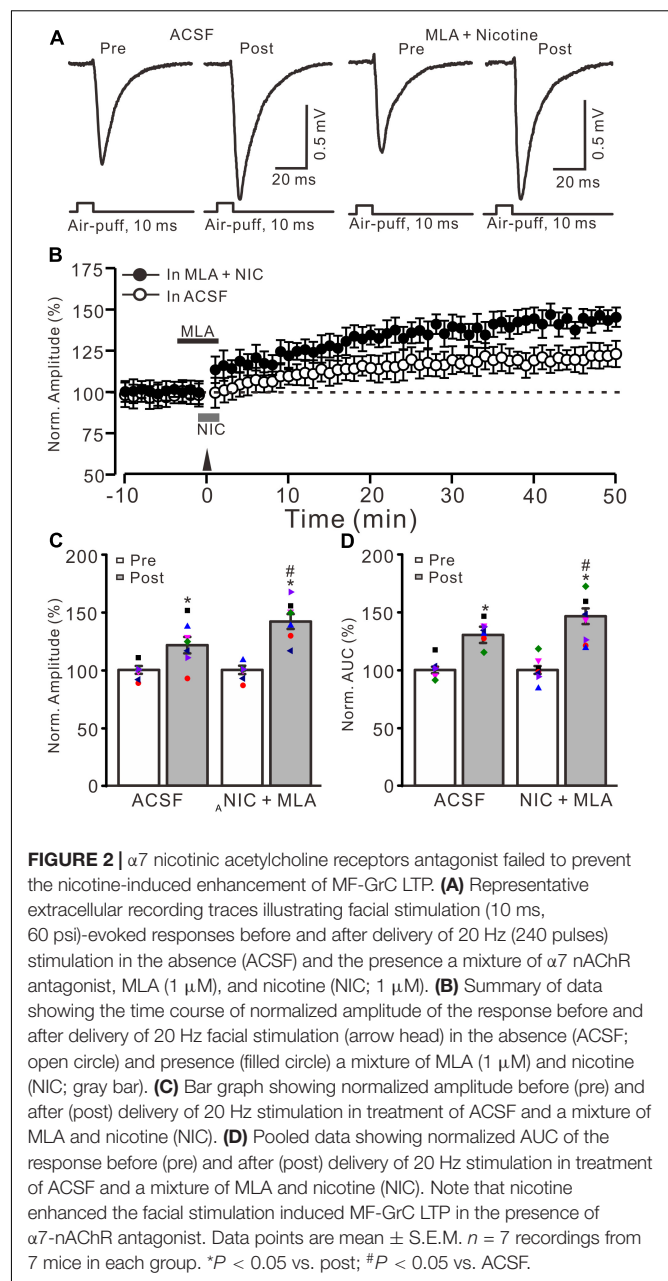 A
ACSF
MLA + Nicotine
Pre
Post
Pre
Post
0.5 mV
20 ms
0.5 mV
20 ms
Air-puff, 10 ms
Air-puff, 10 ms
Air-puff, 10 ms
Air-puff, 10 ms
B
Norm. Amplitude (%)
175
150
125
100
75
50
In MLA + NIC
In ACSF
MLA
NIC
-10
0
10
20
30
40
50
Time (min)
C
Norm. Amplitude (%)
200
150
100
50
0
Pre
Post
*
#
*
ACSF
ANIC + MLA
D
Norm. AUC (%)
200
150
100
50
0
Pre
Post
*
#
*
ACSF
NIC + MLA
FIGURE 2 | α7 nicotinic acetylcholine receptors antagonist failed to prevent
the nicotine-induced enhancement of MF-GrC LTP. (A) Representative
extracellular recording traces illustrating facial stimulation (10 ms,
60 psi)-evoked responses before and after delivery of 20 Hz (240 pulses)
stimulation in the absence (ACSF) and the presence a mixture of α7 nAChR
antagonist, MLA (1 μM), and nicotine (NIC; 1 μM). (B) Summary of data
showing the time course of normalized amplitude of the response before and
after delivery of 20 Hz facial stimulation (arrow head) in the absence (ACSF;
open circle) and presence (filled circle) a mixture of MLA (1 μM) and nicotine
(NIC; gray bar). (C) Bar graph showing normalized amplitude before (pre) and
after (post) delivery of 20 Hz stimulation in treatment of ACSF and a mixture of
MLA and nicotine (NIC). (D) Pooled data showing normalized AUC of the
response before (pre) and after (post) delivery of 20 Hz stimulation in treatment
of ACSF and a mixture of MLA and nicotine (NIC). Note that nicotine
enhanced the facial stimulation induced MF-GrC LTP in the presence of
α7-nAChR antagonist. Data points are mean ± S.E.M. n = 7 recordings from
7 mice in each group. *P < 0.05 vs. post; #P < 0.05 vs. ACSF.